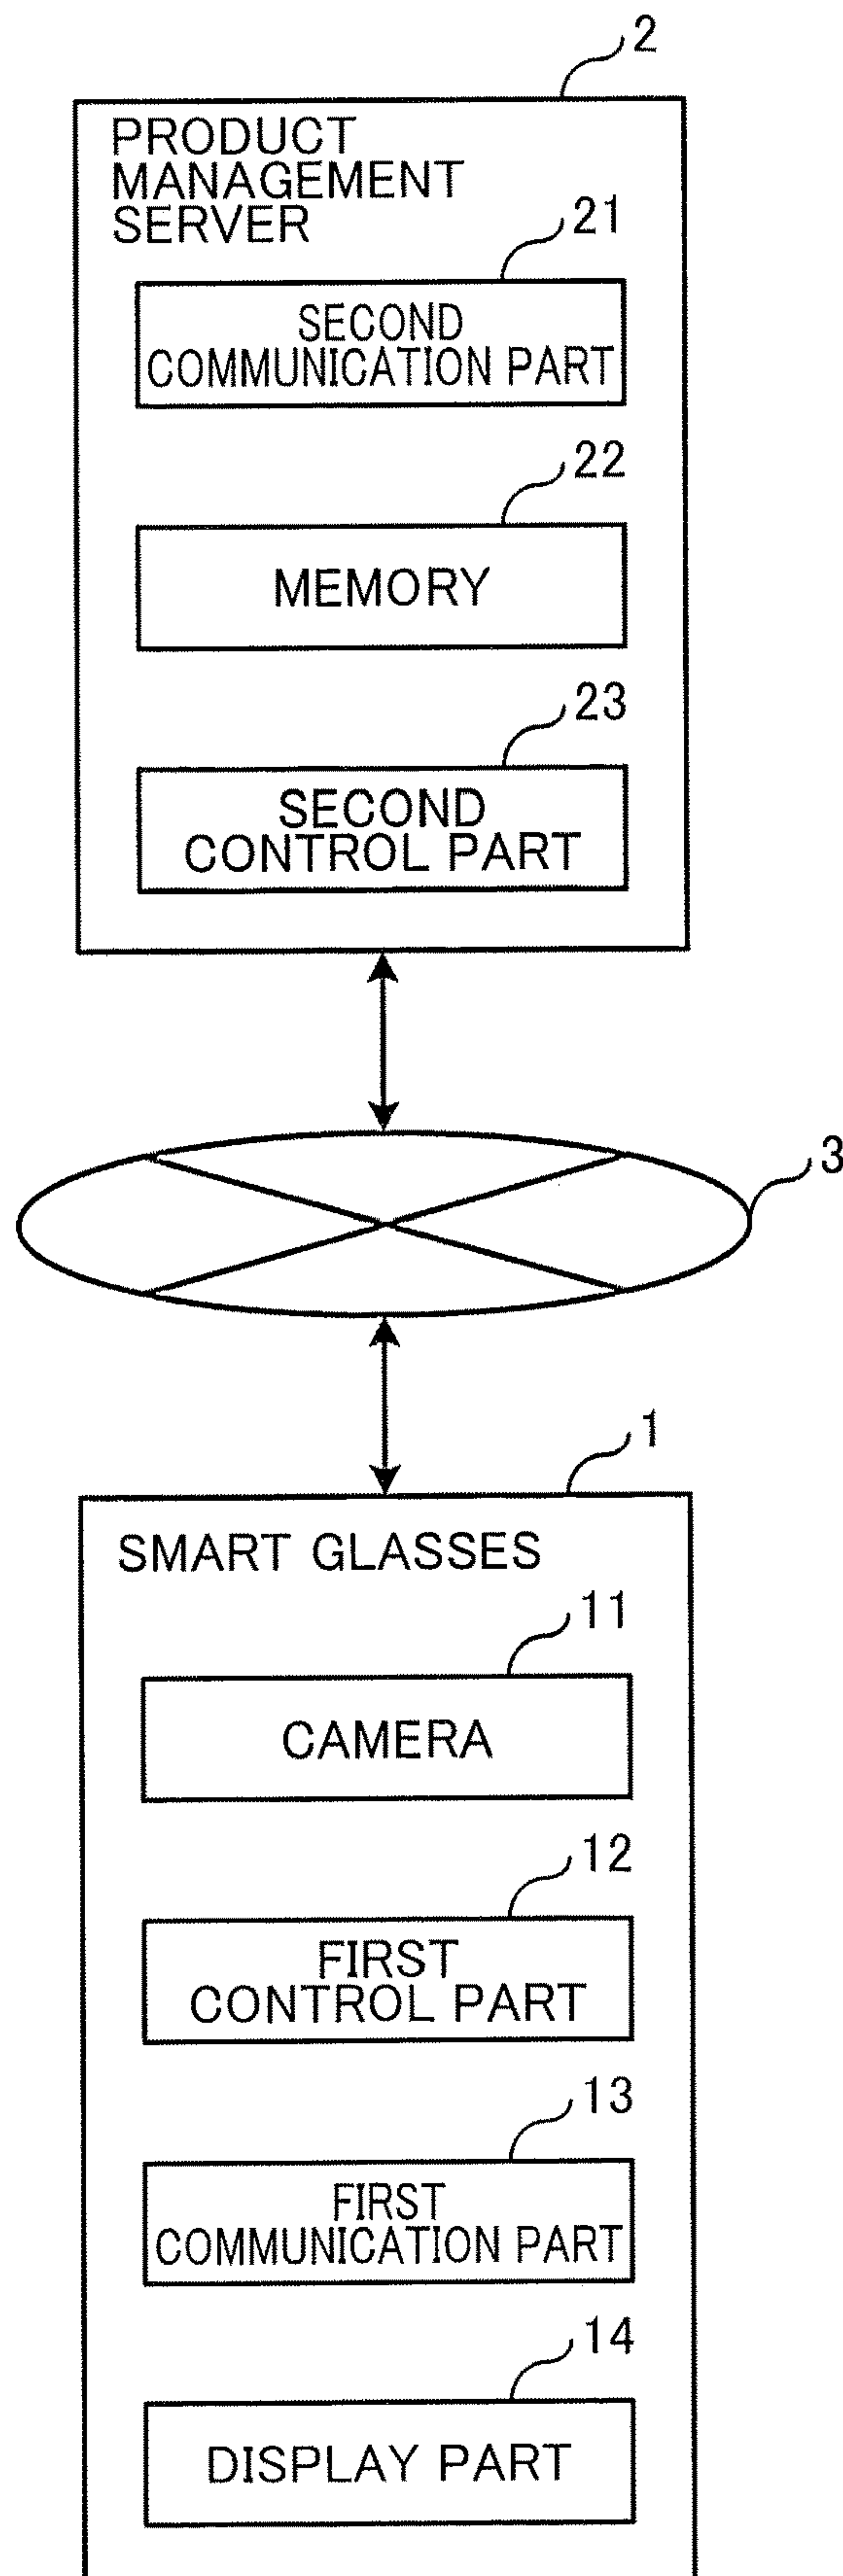 2
PRODUCT
MANAGEMENT
SERVER
21
SECOND
COMMUNICATION PART
22
MEMORY
23
SECOND
CONTROL PART
3
1
SMART GLASSES
11
CAMERA
12
FIRST
CONTROL PART
13
FIRST
COMMUNICATION PART
14
DISPLAY PART